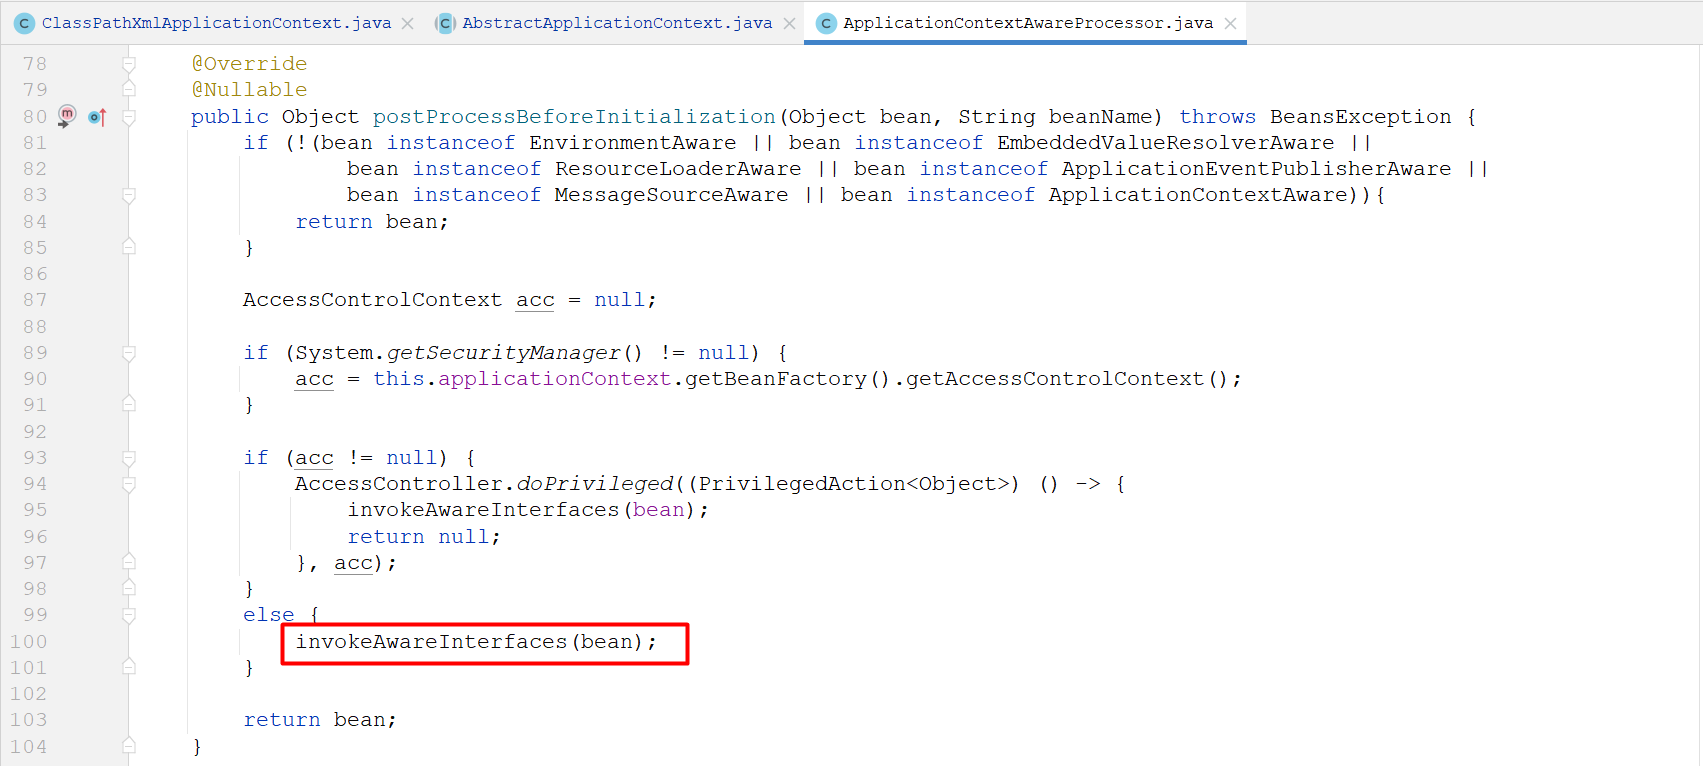 ClassPathXmlApplicationContext.java AbstractApplicationContext.java ApplicationContextAwareProcessor.java
78 @Override
79 @Nullable
80 public Object postProcessBeforeInitialization(Object bean, String beanName) throws BeansException {
81 if (!(bean instanceof EnvironmentAware || bean instanceof EmbeddedValueResolverAware ||
82 bean instanceof ResourceLoaderAware || bean instanceof ApplicationEventPublisherAware ||
83 bean instanceof MessageSourceAware || bean instanceof ApplicationContextAware)){
84 return bean;
85 }
86
87 AccessControlContext acc = null;
88
89 if (System.getSecurityManager() != null) {
90 acc = this.applicationContext.getBeanFactory().getAccessControlContext();
91 }
92
93 if (acc != null) {
94 AccessController.doPrivileged((PrivilegedAction<Object>) () -> {
95 invokeAwareInterfaces(bean);
96 return null;
97 }, acc);
98 }
99 else {
100 invokeAwareInterfaces(bean);
101 }
102
103 return bean;
104 }